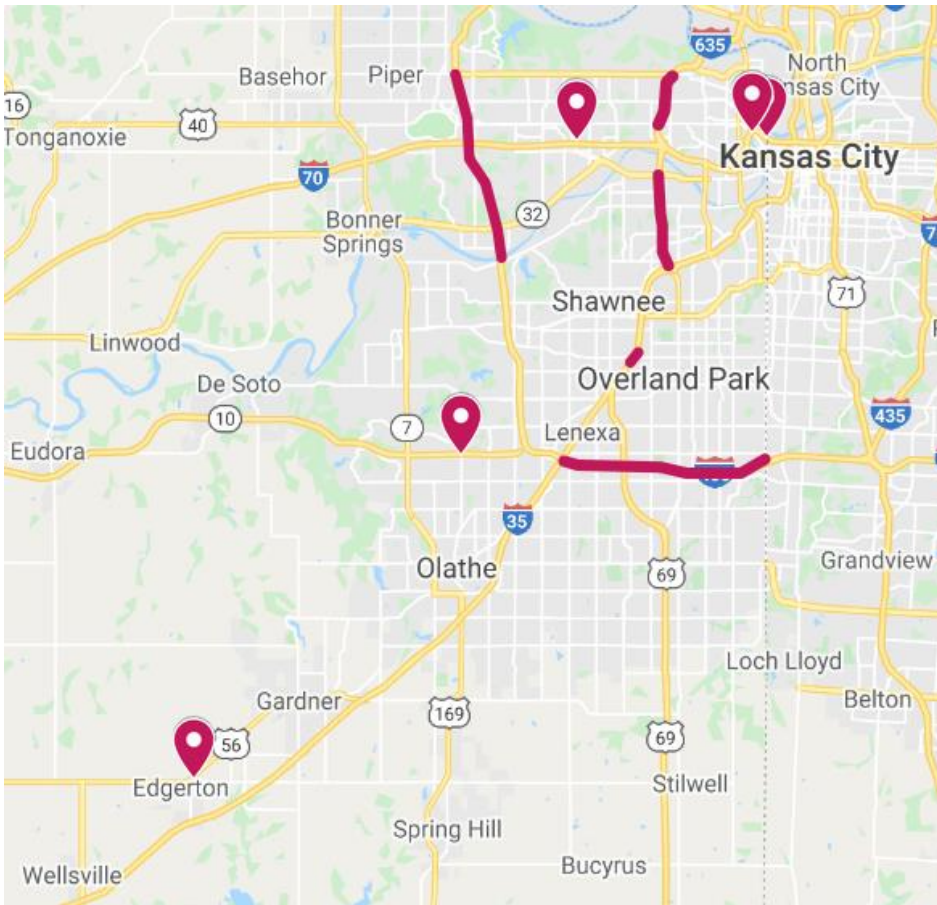 635
North
nsas City
Basehor
Piper
16
Tonganoxie
40
Kansas City
70
32
Bonner
Springs
71
Shawnee
Linwood
De Soto
Overland Park
10
7
Lenexa
435
Eudora
35
Olathe
69
Grandview
Loch Lloyd
Gardner
169
Belton
56
69
Edgerton
Stilwell
Spring Hill
Wellsville
Bucyrus